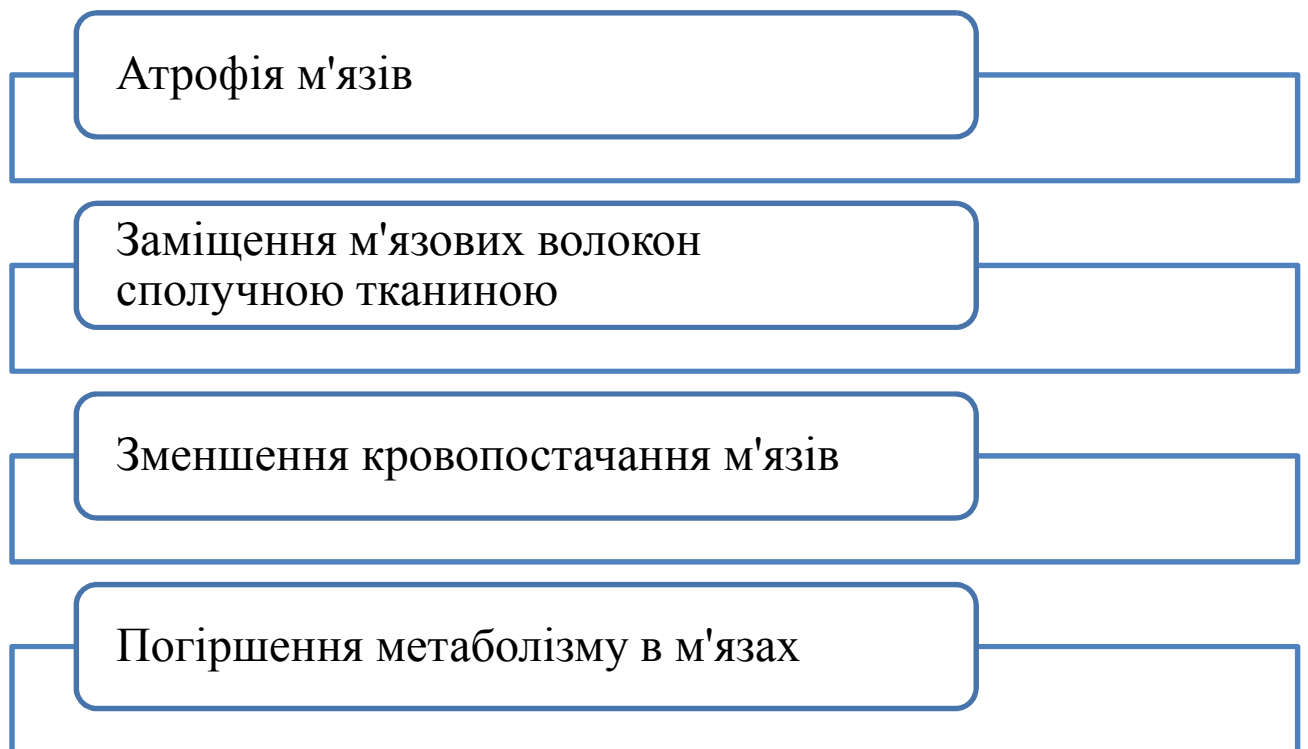 Атрофія м'язів
Заміщення м'язових волокон
сполучною тканиною
Зменшення кровопостачання м'язів
Погіршення метаболізму в м'язах